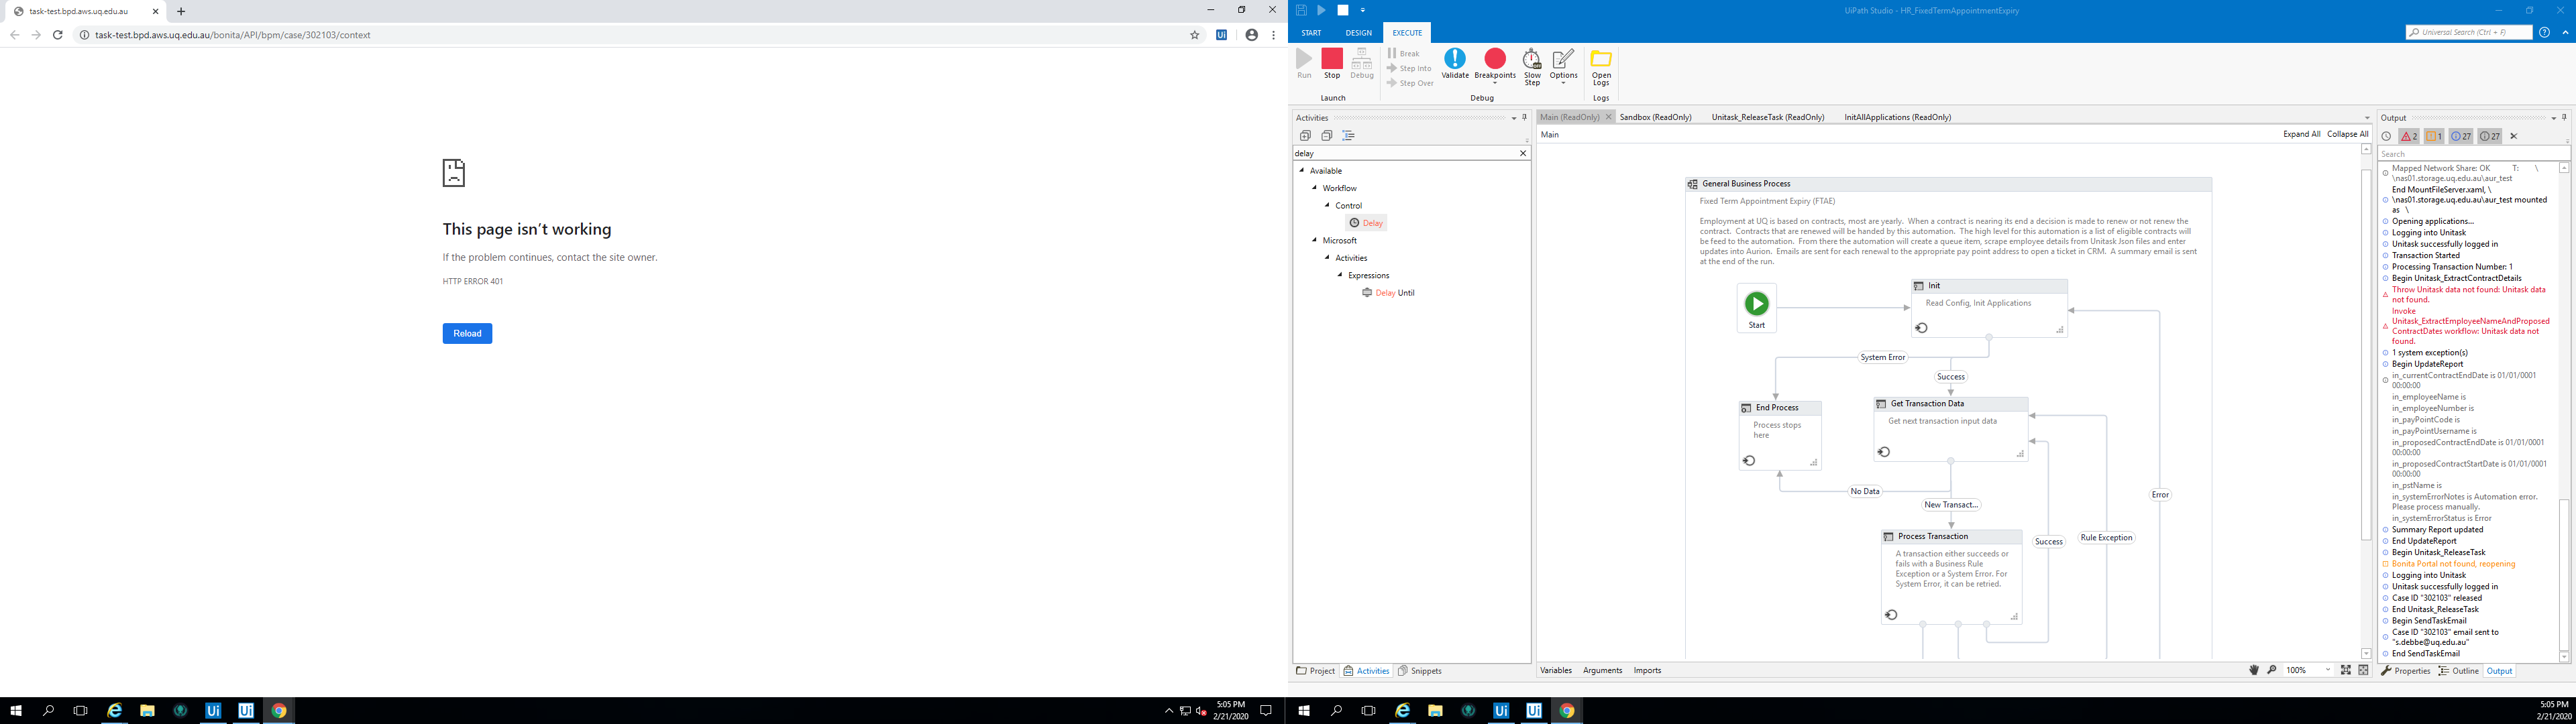 task-test.bpd.aws.uq.edu.au
task-test.bpd.aws.uq.edu.au/bonita/API/bpm/case/302103/context
This page isn't working
If the problem continues, contact the site owner.
HTTP ERROR 401
Reload
5:05 PM
2/21/2020
UiPath Studio - HR_FixedTermAppointmentExpiry
START DESIGN EXECUTE
Universal Search (Ctrl + F)
Run Stop Debug
Break
Step Into
Step Over
Validate Breakpoints Slow Step Options Open Logs
Launch Debug Logs
Activities
delay
Available
Workflow
Control
Delay
Microsoft
Activities
Expressions
Delay Until
Project Activities Snippets
Main (ReadOnly) Sandbox (ReadOnly) Unitask_ReleaseTask (ReadOnly) InitAllApplications (ReadOnly)
Main Expand All Collapse All
General Business Process
Fixed Term Appointment Expiry (FTAE)
Employment at UQ is based on contracts, most are yearly. When a contract is nearing its end a decision is made to renew or not renew the
contract. Contracts that are renewed will be handed by this automation. The high level for this automation is a list of eligible contracts will
be feed to the automation. From there the automation will create a queue item, scrape employee details from Unitask Json files and enter
updates into Aurion. Emails are sent for each renewal to the appropriate pay point address to open a ticket in CRM. A summary email is sent
at the end of the run.
Start
Init
Read Config, Init Applications
System Error
Success
End Process
Process stops
here
Get Transaction Data
Get next transaction input data
No Data
New Transact...
Error
Process Transaction
A transaction either succeeds or
fails with a Business Rule
Exception or a System Error. For
System Error, it can be retried.
Success
Rule Exception
Variables Arguments Imports
100%
Output
2 1 27 27
Search
Mapped Network Share: OK T: \
\nas01.storage.uq.edu.au\aur_test
End MountFileServer.xaml, \
\nas01.storage.uq.edu.au\aur_test mounted
as \
Opening applications...
Logging into Unitask
Unitask successfully logged in
Transaction Started
Processing Transaction Number: 1
Begin Unitask_ExtractContractDetails
Throw Unitask data not found: Unitask data
not found.
Invoke
Unitask_ExtractEmployeeNameAndProposed
ContractDates workflow: Unitask data not
found.
1 system exception(s)
Begin UpdateReport
in_currentContractEndDate is 01/01/0001
00:00:00
in_employeeName is
in_employeeNumber is
in_payPointCode is
in_payPointUsername is
in_proposedContractEndDate is 01/01/0001
00:00:00
in_proposedContractStartDate is 01/01/0001
00:00:00
in_pstName is
in_systemErrorNotes is Automation error.
Please process manually.
in_systemErrorStatus is Error
Summary Report updated
End UpdateReport
Begin Unitask_ReleaseTask
Bonita Portal not found, reopening
Logging into Unitask
Unitask successfully logged in
Case ID "302103" released
End Unitask_ReleaseTask
Begin SendTaskEmail
Case ID "302103" email sent to
"s.debbe@uq.edu.au"
End SendTaskEmail
Properties Outline Output
5:05 PM
2/21/2020